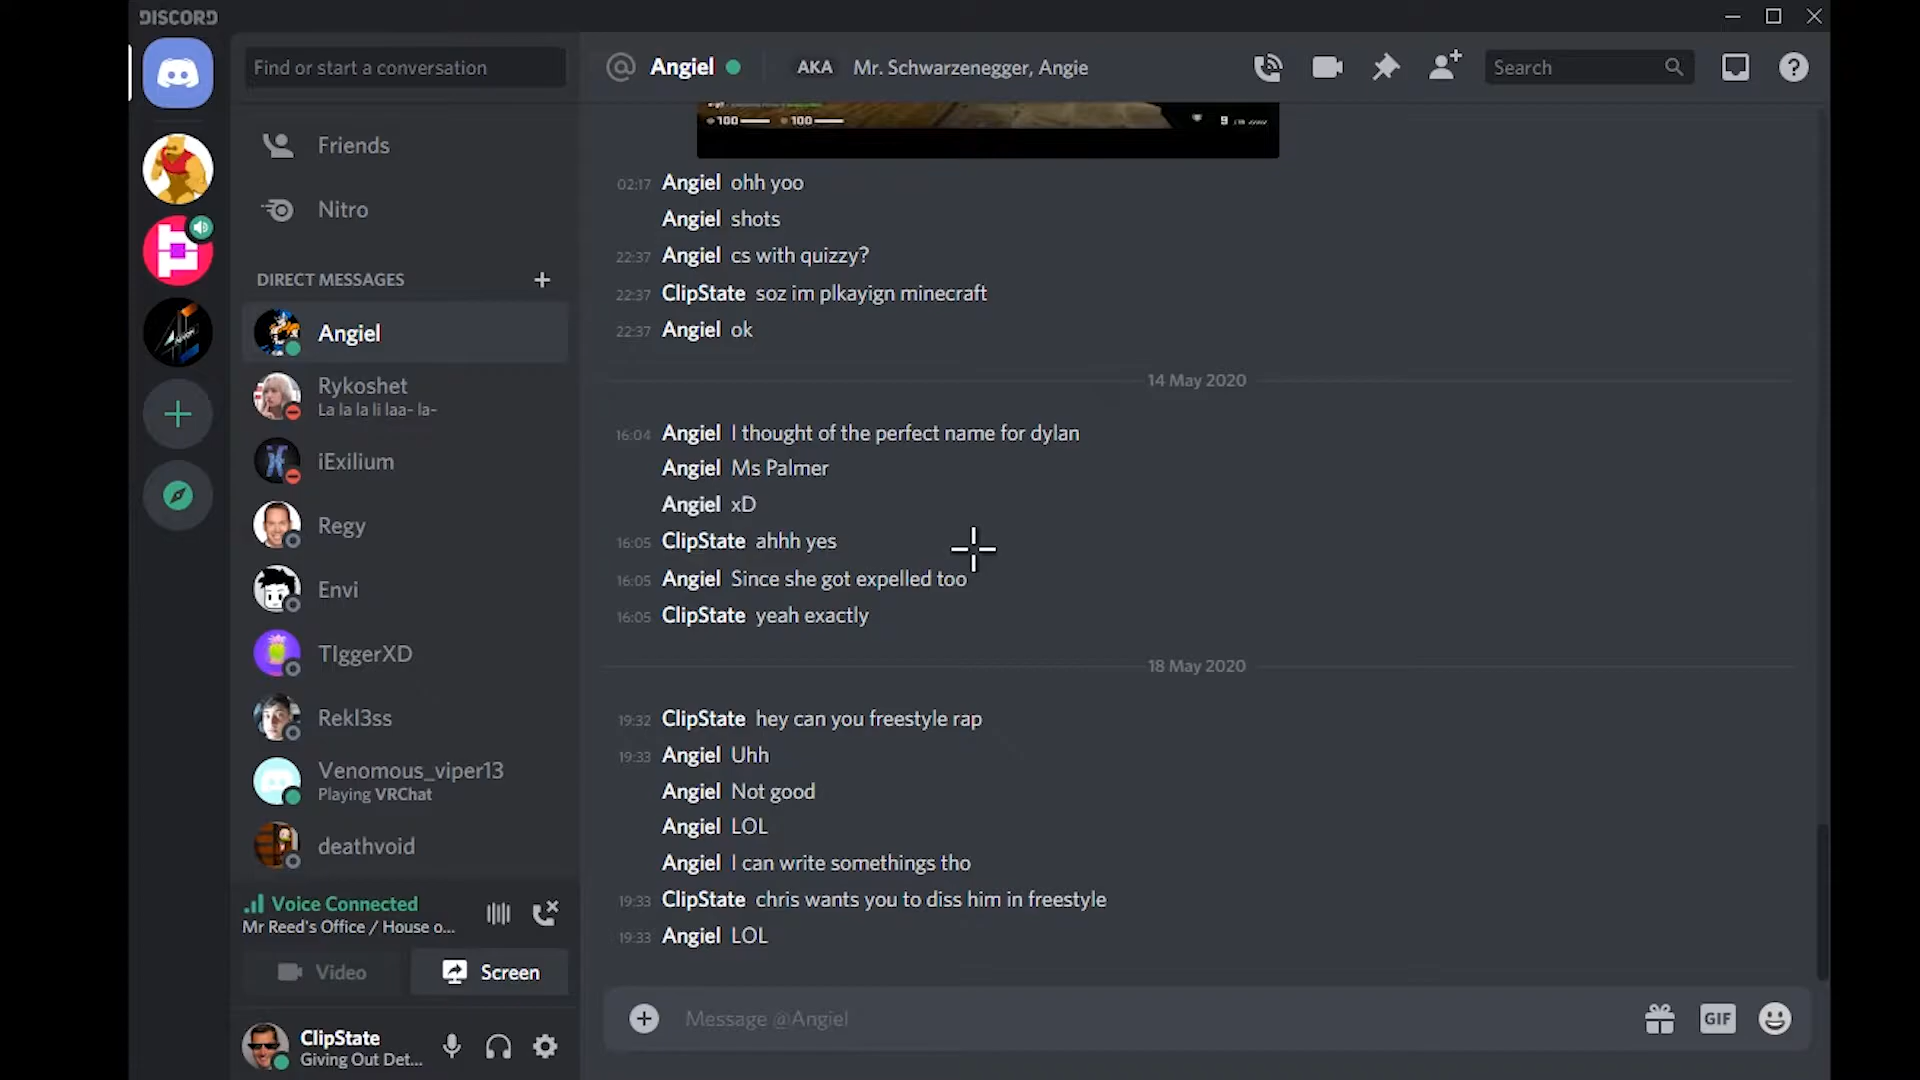 DISCORD
Find or start a conversation
Angiel AKA Mr. Schwarzenegger, Angie
Search
Friends
Nitro
DIRECT MESSAGES
Angiel
Rykoshet
La la la li laa- la-
iExilium
Regy
Envi
TIggerXD
Rekl3ss
Venomous_viper13
Playing VRChat
deathvoid
Voice Connected
Mr Reed's Office / House o...
Video
Screen
ClipState
Giving Out Det...
100 100 9
02:17 Angiel ohh yoo
Angiel shots
22:37 Angiel cs with quizzy?
22:37 ClipState soz im plkayign minecraft
22:37 Angiel ok
14 May 2020
16:04 Angiel I thought of the perfect name for dylan
Angiel Ms Palmer
Angiel xD
16:05 ClipState ahhh yes
16:05 Angiel Since she got expelled too
16:05 ClipState yeah exactly
18 May 2020
19:32 ClipState hey can you freestyle rap
19:33 Angiel Uhh
Angiel Not good
Angiel LOL
Angiel I can write somethings tho
19:33 ClipState chris wants you to diss him in freestyle
19:33 Angiel LOL
Message @Angiel
GIF